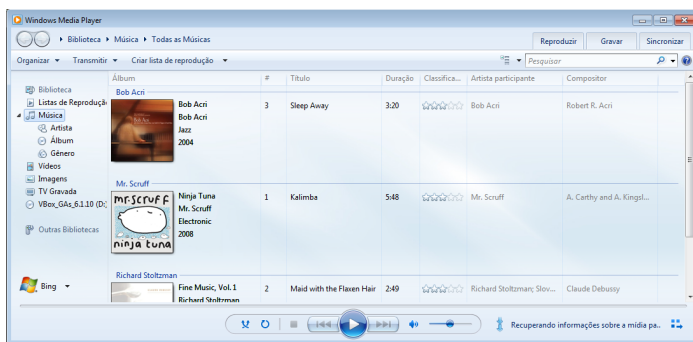 Windows Media Player
Biblioteca Música Todas as Músicas
Reproduzir Gravar Sincronizar
Organizar Transmitir Criar lista de reprodução Pesquisar
Álbum # Título Duração Classifica... Artista participante Compositor
Biblioteca
Listas de Reproduçã
Música
Artista
Álbum
Gênero
Vídeos
Imagens
TV Gravada
VBox_GAs_6.1.10 (D:)
Outras Bibliotecas
Bing
Bob Acri
Bob Acri 3 Sleep Away 3:20 Bob Acri Robert R. Acri
Bob Acri
Jazz
2004
Mr. Scruff
mr.scruff
ninja tuna
Ninja Tuna 1 Kalimba 5:48 Mr. Scruff A. Carthy and A. Kingsl...
Mr. Scruff
Electronic
2008
Richard Stoltzman
Fine Music, Vol. 1 2 Maid with the Flaxen Hair 2:49 Richard Stoltzman; Slov... Claude Debussy
Richard Stoltzman
Recuperando informações sobre a mídia pa..